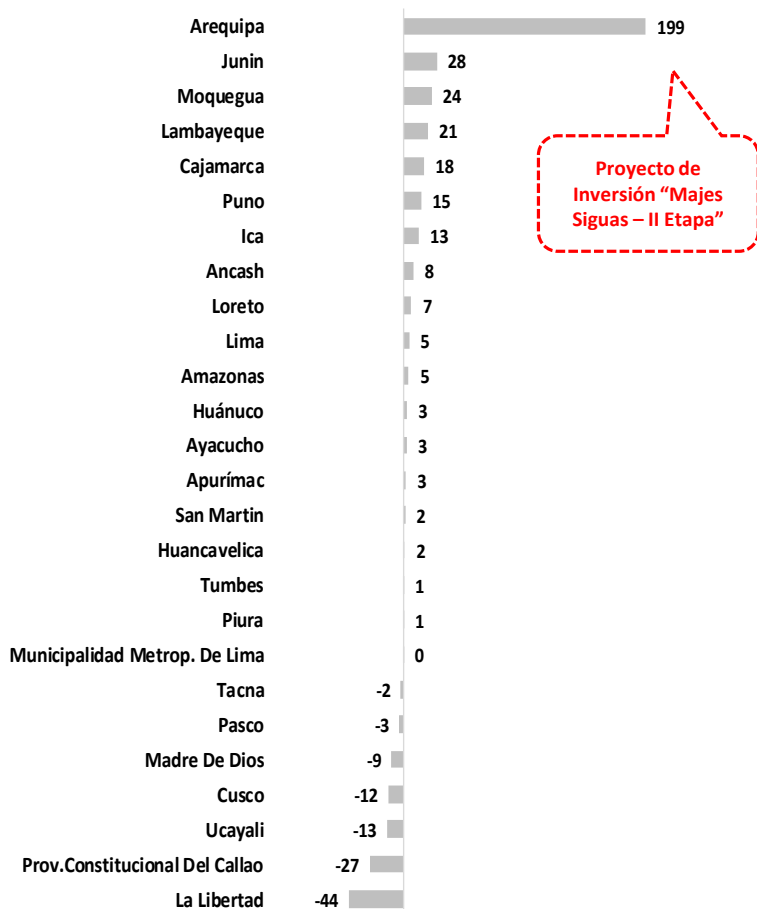 Arequipa 199
Junin 28
Moquegua 24
Lambayeque 21
Cajamarca 18
Puno 15
Ica 13
Ancash 8
Loreto 7
Lima 5
Amazonas 5
Huánuco 3
Ayacucho 3
Apurímac 3
San Martin 2
Huancavelica 2
Tumbes 1
Piura 1
Municipalidad Metrop. De Lima 0
Tacna -2
Pasco -3
Madre De Dios -9
Cusco -12
Ucayali -13
Prov.Constitucional Del Callao -27
La Libertad -44
Proyecto de
Inversión “Majes
Siguas – II Etapa”